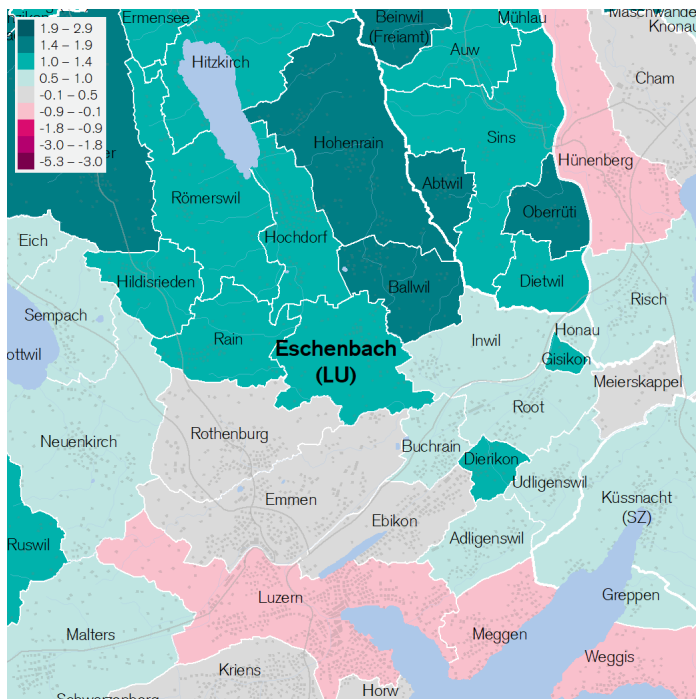 Ermensee
Beinwil
(Freiamt)
Mühlau
Maschwanden
Knonau
1.9 – 2.9
1.4 – 1.9
1.0 – 1.4
0.5 – 1.0
-0.1 – 0.5
-0.9 – -0.1
-1.8 – -0.9
-3.0 – -1.8
-5.3 – -3.0
Hitzkirch
Auw
Cham
Hohenrain
Sins
Hünenberg
Abtwil
Römerswil
Oberrüti
Hochdorf
Eich
Hildisrieden
Ballwil
Dietwil
Risch
Sempach
Rain
Eschenbach
(LU)
Inwil
Honau
Gisikon
ottwil
Meierskappel
Root
Neuenkirch
Rothenburg
Buchrain
Dierikon
Udligenswil
Emmen
Küssnacht
(SZ)
Ebikon
Adligenswil
Ruswil
Luzern
Greppen
Malters
Meggen
Weggis
Kriens
Horw
Schwarzenberg